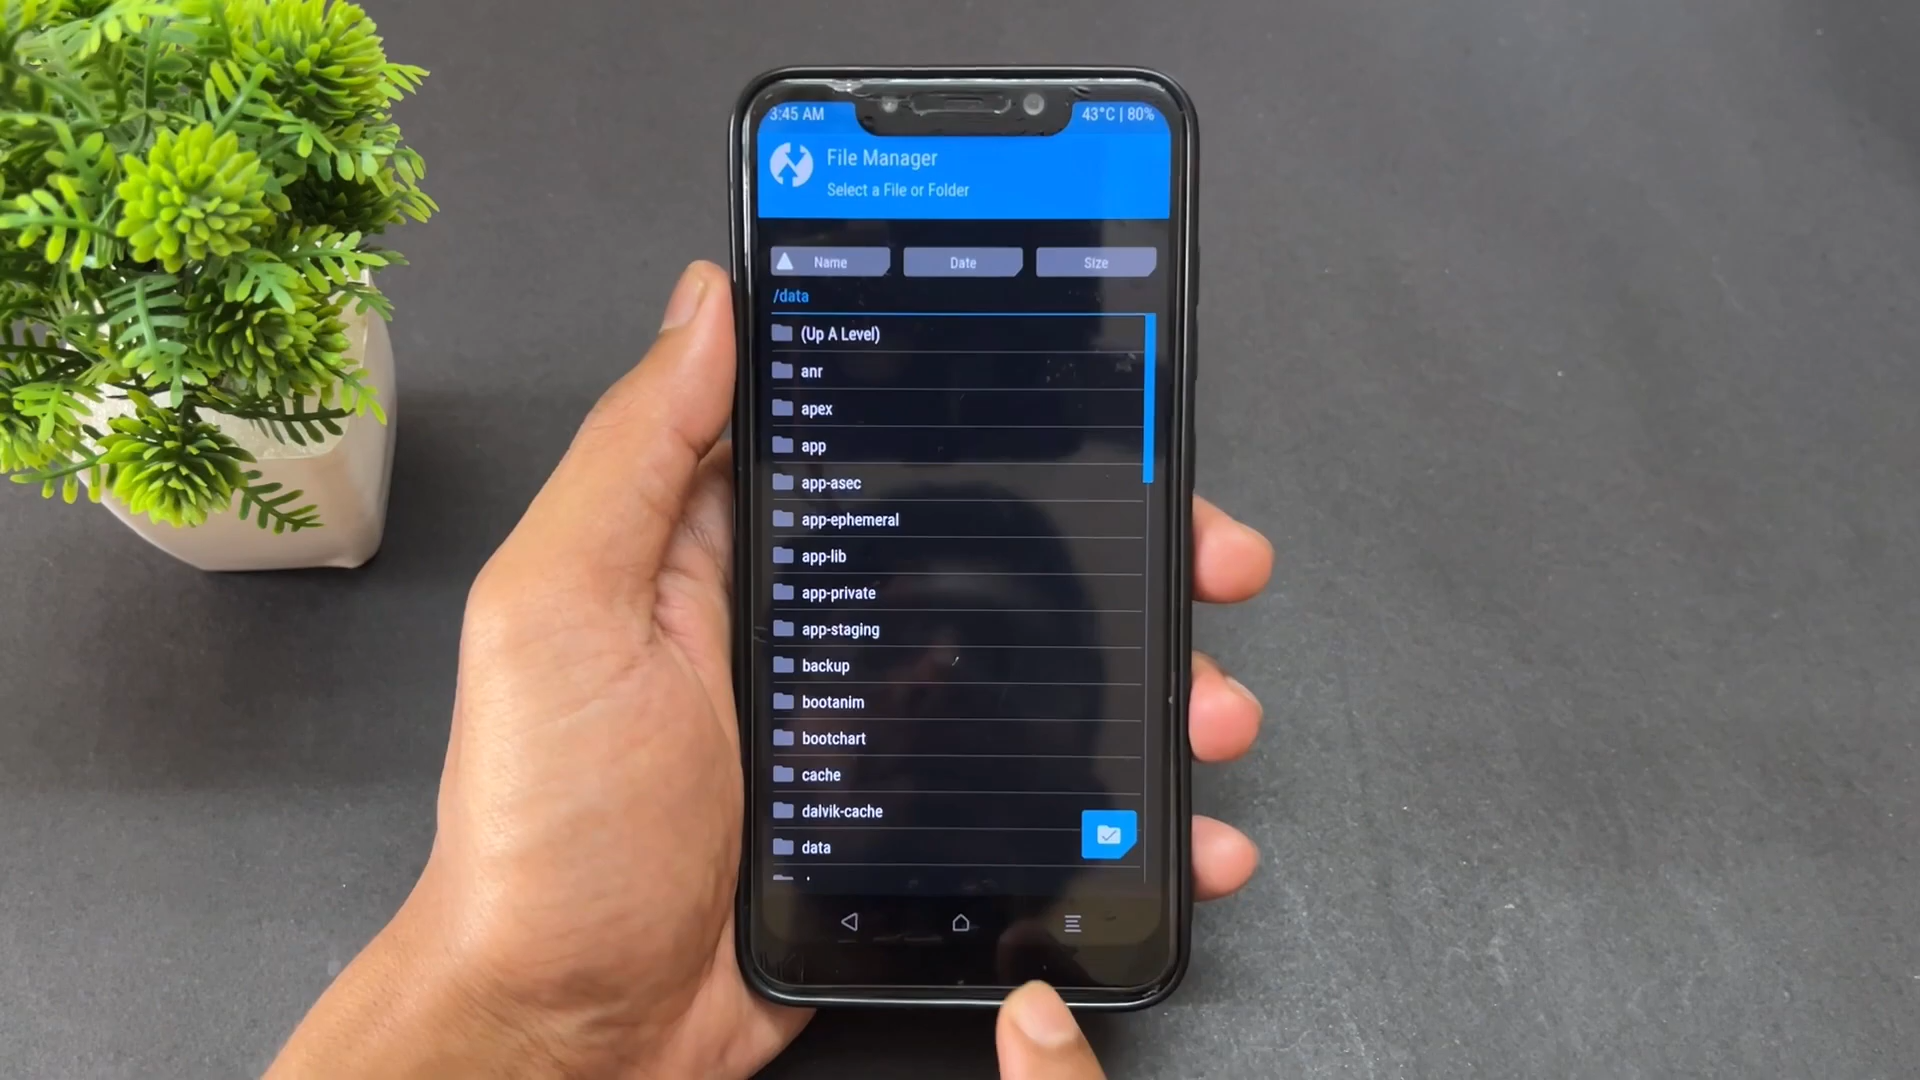 3:45 AM
43°C | 80%
File Manager
Select a File or Folder
Name
Date
Size
/data
(Up A Level)
anr
apex
app
app-asec
app-ephemeral
app-lib
app-private
app-staging
backup
bootanim
bootchart
cache
dalvik-cache
data